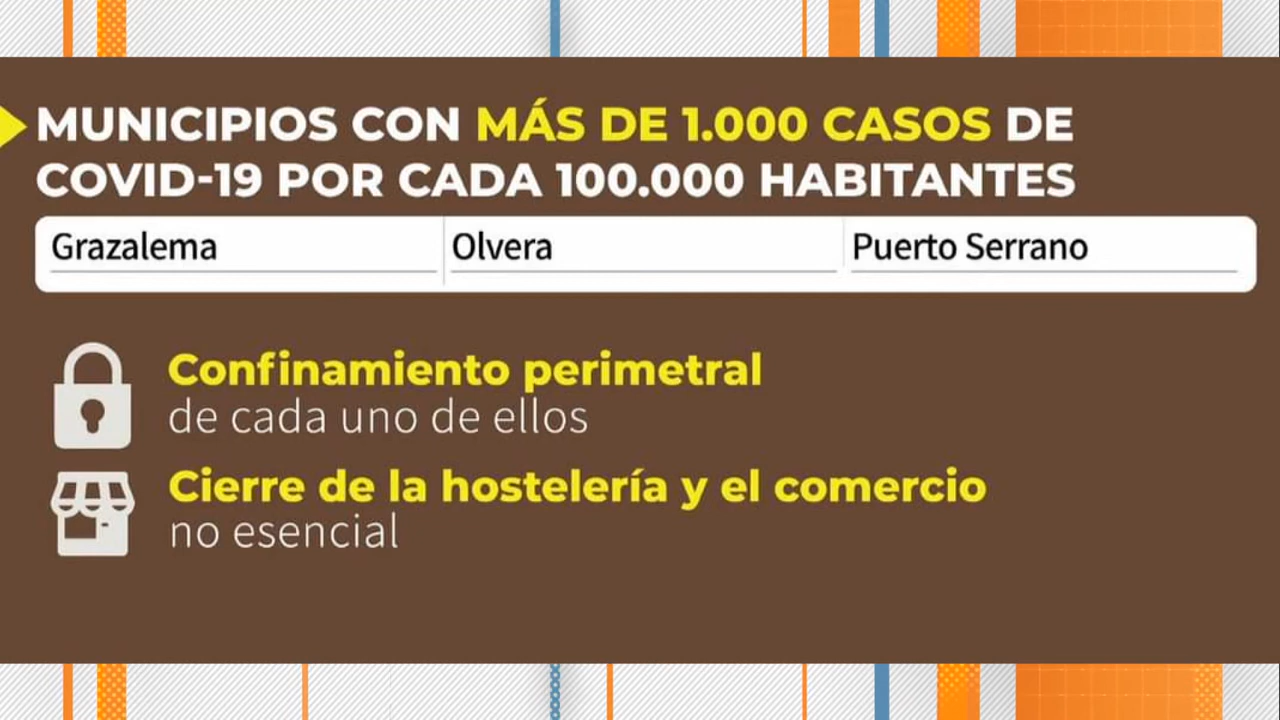 MUNICIPIOS CON MÁS DE 1.000 CASOS DE
COVID-19 POR CADA 100.000 HABITANTES
Grazalema Olvera Puerto Serrano
Confinamiento perimetral
de cada uno de ellos
Cierre de la hostelería y el comercio
no esencial